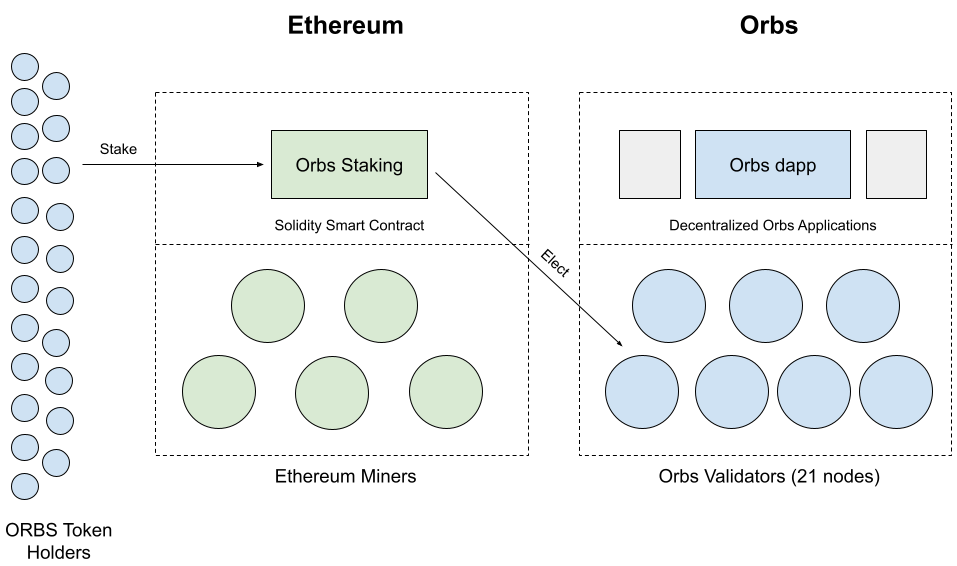 Ethereum
Orbs
Stake
Orbs Staking
Solidity Smart Contract
Orbs dapp
Decentralized Orbs Applications
Elect
Ethereum Miners
Orbs Validators (21 nodes)
ORBS Token
Holders